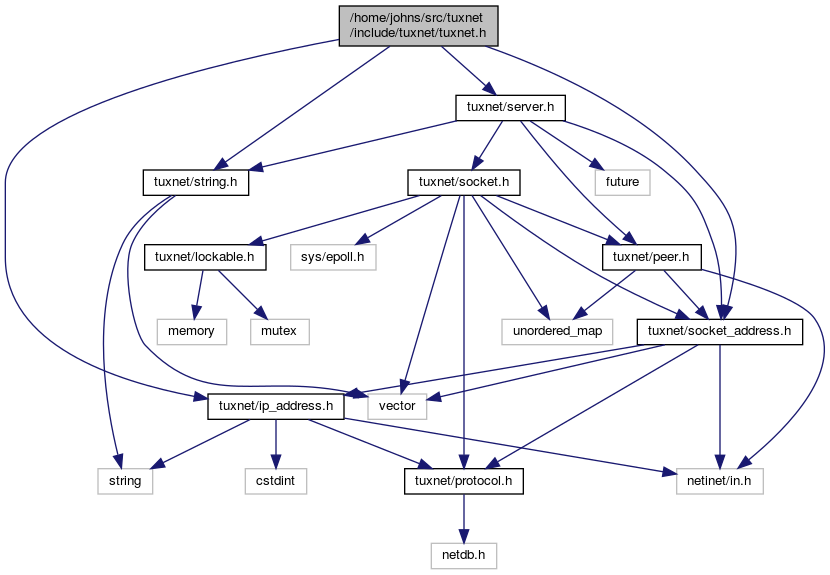 /home/johns/src/tuxnet
/include/tuxnet/tuxnet.h
tuxnet/server.h
tuxnet/string.h
tuxnet/socket.h
future
tuxnet/lockable.h
sys/epoll.h
tuxnet/peer.h
memory
mutex
unordered_map
tuxnet/socket_address.h
tuxnet/ip_address.h
vector
string
cstdint
tuxnet/protocol.h
netinet/in.h
netdb.h